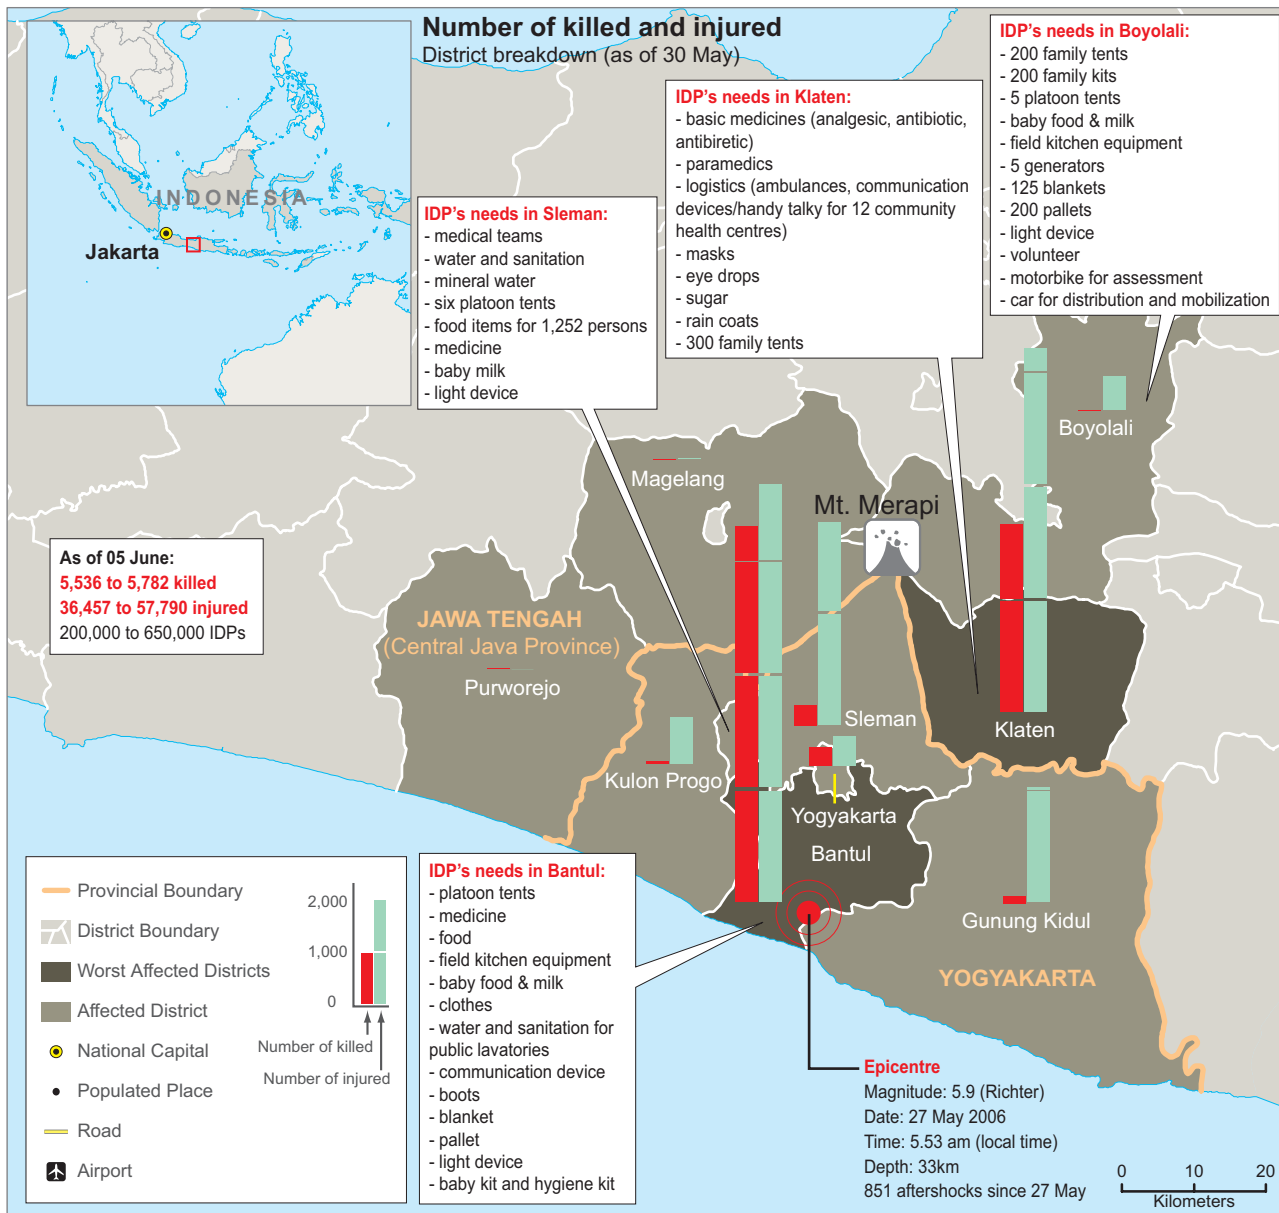 Number of killed and injured
District breakdown (as of 30 May)
INDONESIA
Jakarta
IDP's needs in Sleman:
- medical teams
- water and sanitation
- mineral water
- six platoon tents
- food items for 1,252 persons
- medicine
- baby milk
- light device
IDP's needs in Klaten:
- basic medicines (analgesic, antibiotic,
antibiretic)
- paramedics
- logistics (ambulances, communication
devices/handy talky for 12 community
health centres)
- masks
- eye drops
- sugar
- rain coats
- 300 family tents
IDP's needs in Boyolali:
- 200 family tents
- 200 family kits
- 5 platoon tents
- baby food & milk
- field kitchen equipment
- 5 generators
- 125 blankets
- 200 pallets
- light device
- volunteer
- motorbike for assessment
- car for distribution and mobilization
Boyolali
Magelang
Mt. Merapi
As of 05 June:
5,536 to 5,782 killed
36,457 to 57,790 injured
200,000 to 650,000 IDPs
JAWA TENGAH
(Central Java Province)
Purworejo
Sleman
Klaten
Kulon Progo
Yogyakarta
Bantul
Gunung Kidul
YOGYAKARTA
Provincial Boundary
District Boundary
Worst Affected Districts
Affected District
National Capital
Populated Place
Road
Airport
2,000
1,000
0
Number of killed
Number of injured
IDP's needs in Bantul:
- platoon tents
- medicine
- food
- field kitchen equipment
- baby food & milk
- clothes
- water and sanitation for
public lavatories
- communication device
- boots
- blanket
- pallet
- light device
- baby kit and hygiene kit
Epicentre
Magnitude: 5.9 (Richter)
Date: 27 May 2006
Time: 5.53 am (local time)
Depth: 33km
851 aftershocks since 27 May
0 10 20
Kilometers